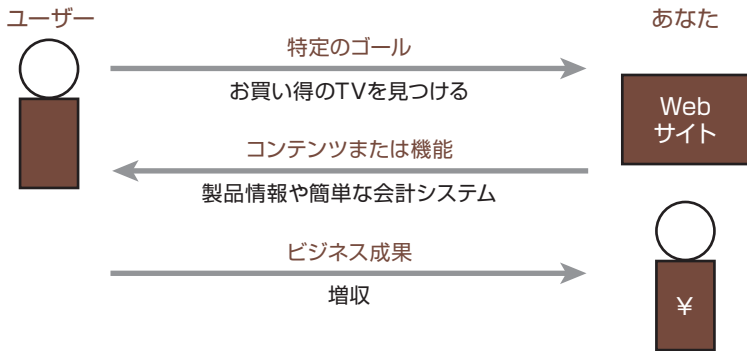 ユーザー
あなた
特定のゴール
お買い得のTVを見つける
Web
サイト
コンテンツまたは機能
製品情報や簡単な会計システム
ビジネス成果
増収
¥